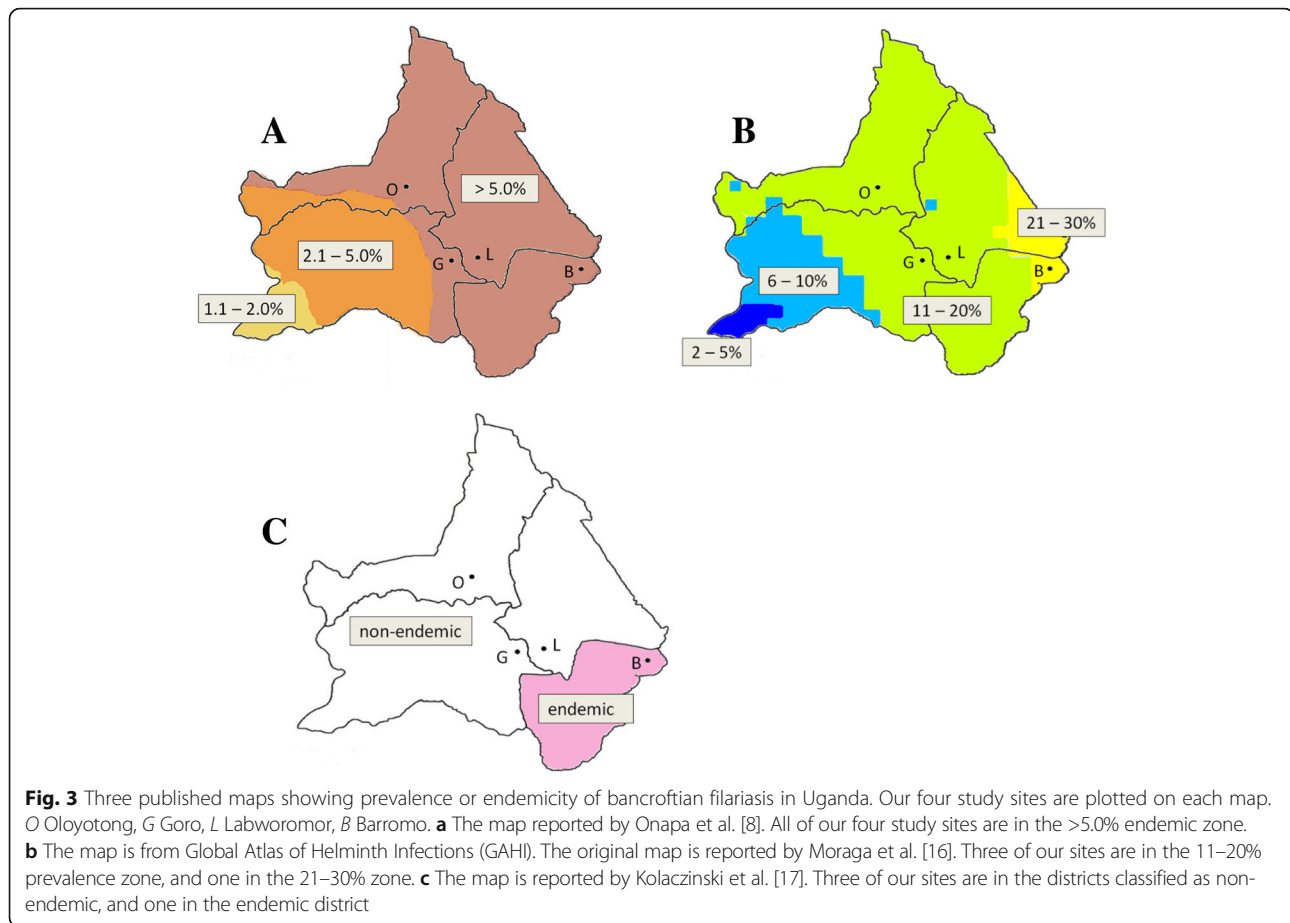 A
O
> 5.0%
2.1 – 5.0%
G
L
B
1.1 – 2.0%
B
O
21 – 30%
G
L
B
6 – 10%
11 – 20%
2 – 5%
C
O
non-endemic
G
L
B
endemic
Fig. 3 Three published maps showing prevalence or endemicity of bancroftian filariasis in Uganda. Our four study sites are plotted on each map.
O Oloyotong, G Goro, L Labworomor, B Barromo. a The map reported by Onapa et al. [8]. All of our four study sites are in the >5.0% endemic zone.
b The map is from Global Atlas of Helminth Infections (GAHI). The original map is reported by Moraga et al. [16]. Three of our sites are in the 11–20%
prevalence zone, and one in the 21–30% zone. c The map is reported by Kolaczinski et al. [17]. Three of our sites are in the districts classified as non-
endemic, and one in the endemic district